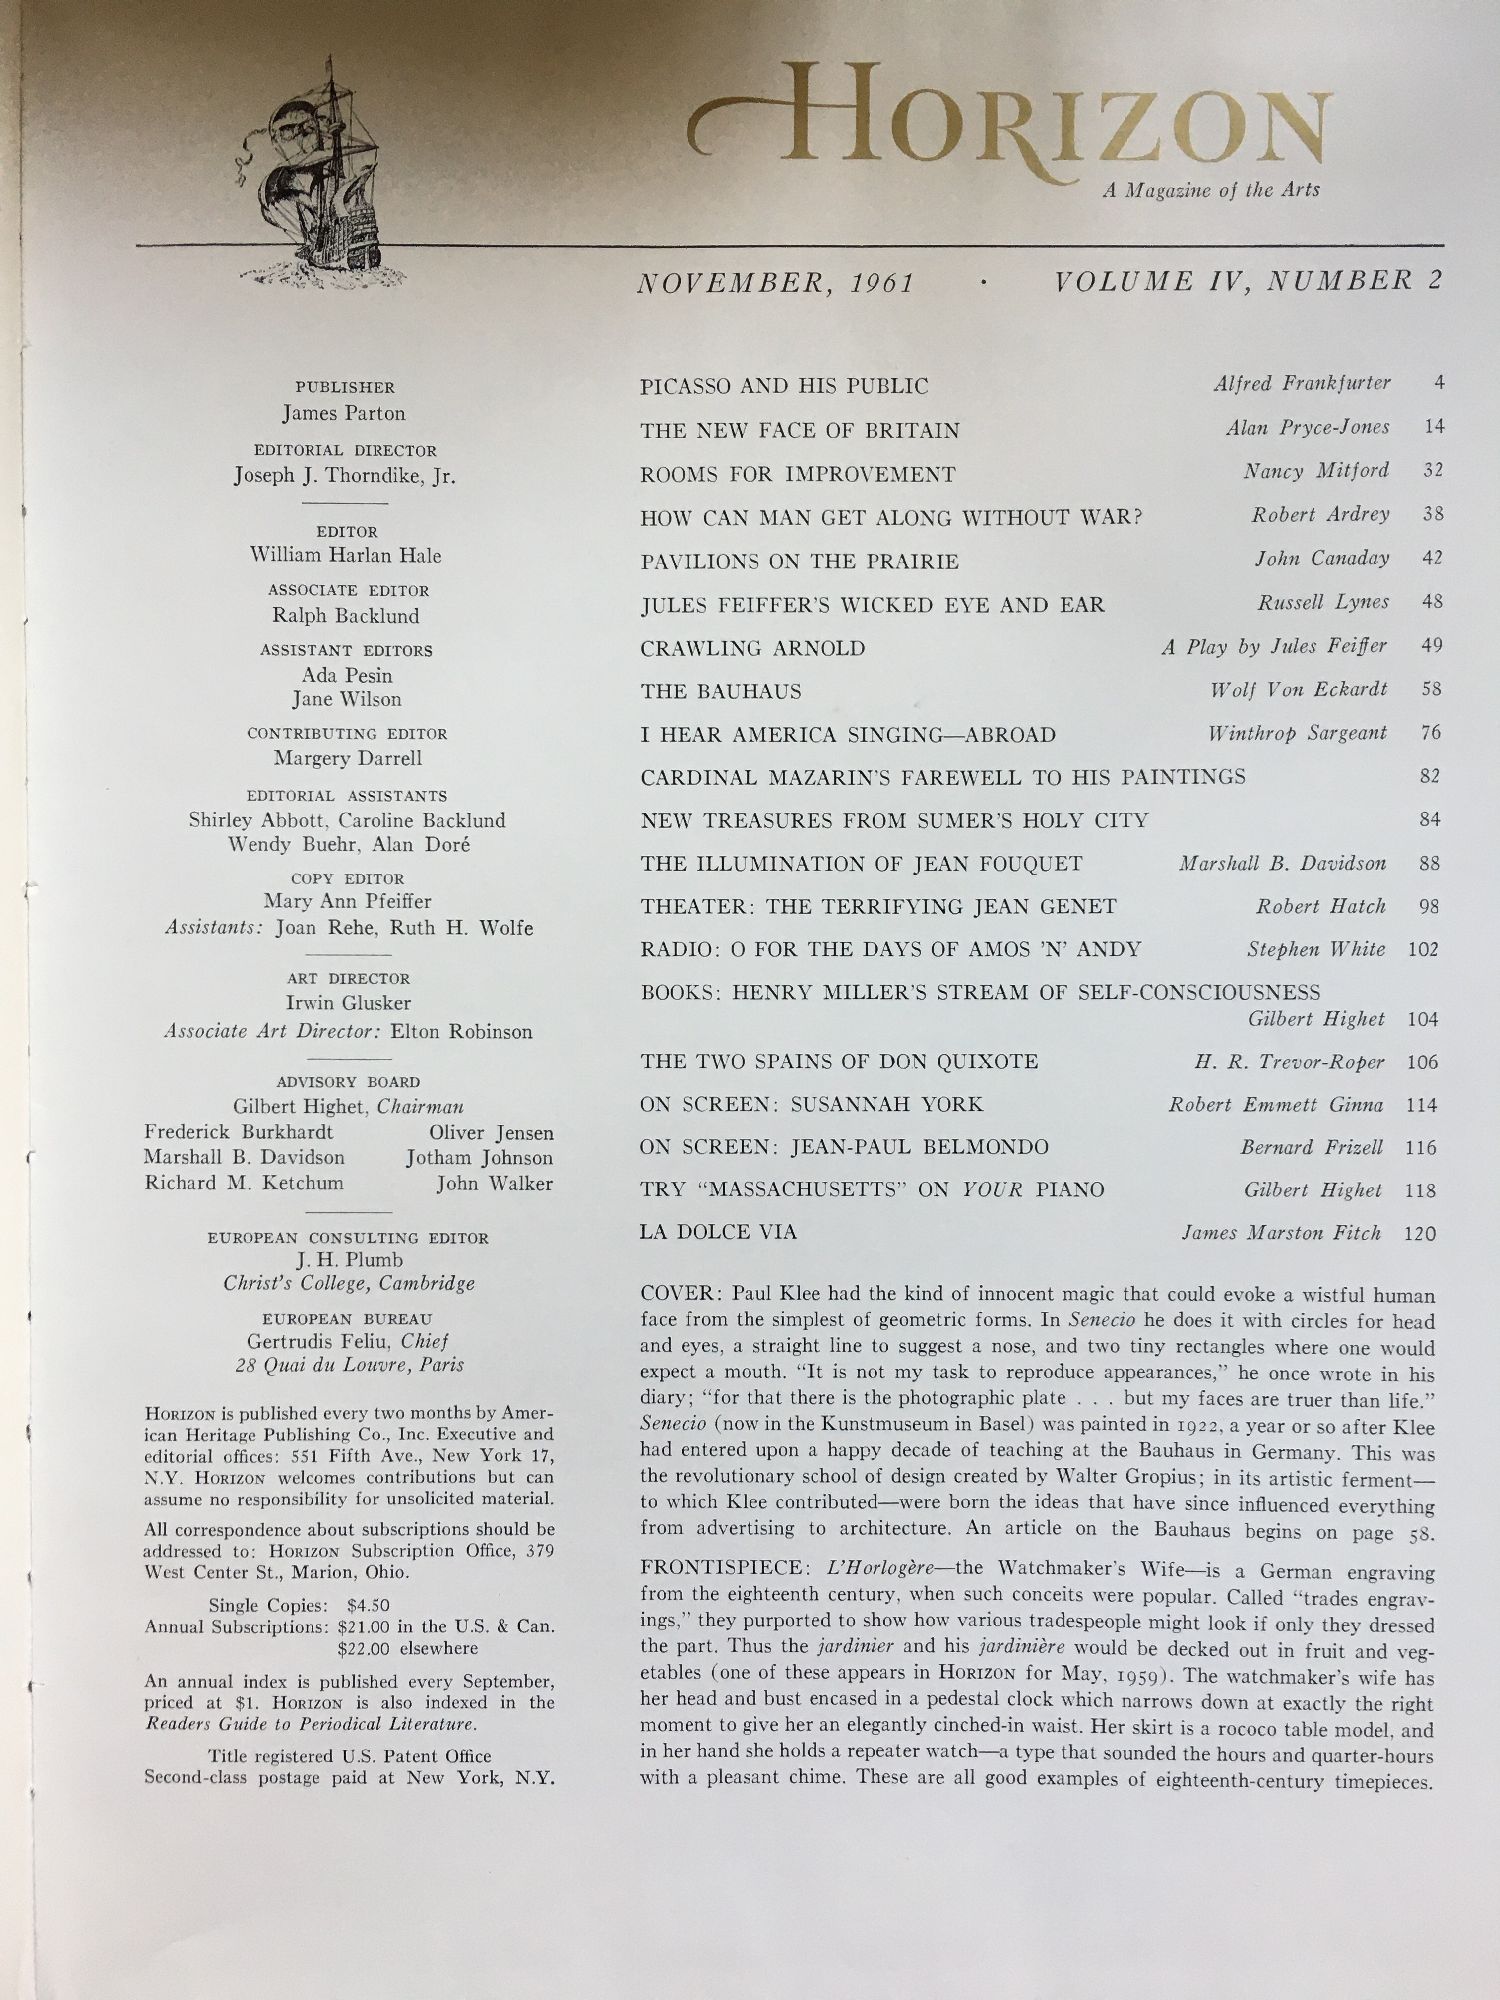 HORIZON
A Magazine of the Arts
NOVEMBER, 1961 • VOLUME IV, NUMBER 2
PUBLISHER
James Parton
EDITORIAL DIRECTOR
Joseph J. Thorndike, Jr.
EDITOR
William Harlan Hale
ASSOCIATE EDITOR
Ralph Backlund
ASSISTANT EDITORS
Ada Pesin
Jane Wilson
CONTRIBUTING EDITOR
Margery Darrell
EDITORIAL ASSISTANTS
Shirley Abbott, Caroline Backlund
Wendy Buehr, Alan Doré
COPY EDITOR
Mary Ann Pfeiffer
Assistants: Joan Rehe, Ruth H. Wolfe
ART DIRECTOR
Irwin Glusker
Associate Art Director: Elton Robinson
ADVISORY BOARD
Gilbert Highet, Chairman
Frederick Burkhardt Oliver Jensen
Marshall B. Davidson Jotham Johnson
Richard M. Ketchum John Walker
EUROPEAN CONSULTING EDITOR
J. H. Plumb
Christ's College, Cambridge
EUROPEAN BUREAU
Gertrudis Feliu, Chief
28 Quai du Louvre, Paris
HORIZON is published every two months by Amer-
ican Heritage Publishing Co., Inc. Executive and
editorial offices: 551 Fifth Ave., New York 17,
N.Y. HORIZON welcomes contributions but can
assume no responsibility for unsolicited material.
All correspondence about subscriptions should be
addressed to: HORIZON Subscription Office, 379
West Center St., Marion, Ohio.
Single Copies: $4.50
Annual Subscriptions: $21.00 in the U.S. & Can.
$22.00 elsewhere
An annual index is published every September,
priced at $1. HORIZON is also indexed in the
Readers Guide to Periodical Literature.
Title registered U.S. Patent Office
Second-class postage paid at New York, N.Y.
PICASSO AND HIS PUBLIC Alfred Frankfurter 4
THE NEW FACE OF BRITAIN Alan Pryce-Jones 14
ROOMS FOR IMPROVEMENT Nancy Mitford 32
HOW CAN MAN GET ALONG WITHOUT WAR? Robert Ardrey 38
PAVILIONS ON THE PRAIRIE John Canaday 42
JULES FEIFFER'S WICKED EYE AND EAR Russell Lynes 48
CRAWLING ARNOLD A Play by Jules Feiffer 49
THE BAUHAUS Wolf Von Eckardt 58
I HEAR AMERICA SINGING—ABROAD Winthrop Sargeant 76
CARDINAL MAZARIN'S FAREWELL TO HIS PAINTINGS 82
NEW TREASURES FROM SUMER'S HOLY CITY 84
THE ILLUMINATION OF JEAN FOUQUET Marshall B. Davidson 88
THEATER: THE TERRIFYING JEAN GENET Robert Hatch 98
RADIO: O FOR THE DAYS OF AMOS 'N' ANDY Stephen White 102
BOOKS: HENRY MILLER'S STREAM OF SELF-CONSCIOUSNESS
Gilbert Highet 104
THE TWO SPAINS OF DON QUIXOTE H. R. Trevor-Roper 106
ON SCREEN: SUSANNAH YORK Robert Emmett Ginna 114
ON SCREEN: JEAN-PAUL BELMONDO Bernard Frizell 116
TRY "MASSACHUSETTS" ON YOUR PIANO Gilbert Highet 118
LA DOLCE VIA James Marston Fitch 120
COVER: Paul Klee had the kind of innocent magic that could evoke a wistful human
face from the simplest of geometric forms. In Senecio he does it with circles for head
and eyes, a straight line to suggest a nose, and two tiny rectangles where one would
expect a mouth. "It is not my task to reproduce appearances," he once wrote in his
diary; "for that there is the photographic plate . . . but my faces are truer than life."
Senecio (now in the Kunstmuseum in Basel) was painted in 1922, a year or so after Klee
had entered upon a happy decade of teaching at the Bauhaus in Germany. This was
the revolutionary school of design created by Walter Gropius; in its artistic ferment—
to which Klee contributed—were born the ideas that have since influenced everything
from advertising to architecture. An article on the Bauhaus begins on page 58.
FRONTISPIECE: L'Horlogère—the Watchmaker's Wife—is a German engraving
from the eighteenth century, when such conceits were popular. Called "trades engrav-
ings," they purported to show how various tradespeople might look if only they dressed
the part. Thus the jardinier and his jardinière would be decked out in fruit and veg-
etables (one of these appears in HORIZON for May, 1959). The watchmaker's wife has
her head and bust encased in a pedestal clock which narrows down at exactly the right
moment to give her an elegantly cinched-in waist. Her skirt is a rococo table model, and
in her hand she holds a repeater watch—a type that sounded the hours and quarter-hours
with a pleasant chime. These are all good examples of eighteenth-century timepieces.